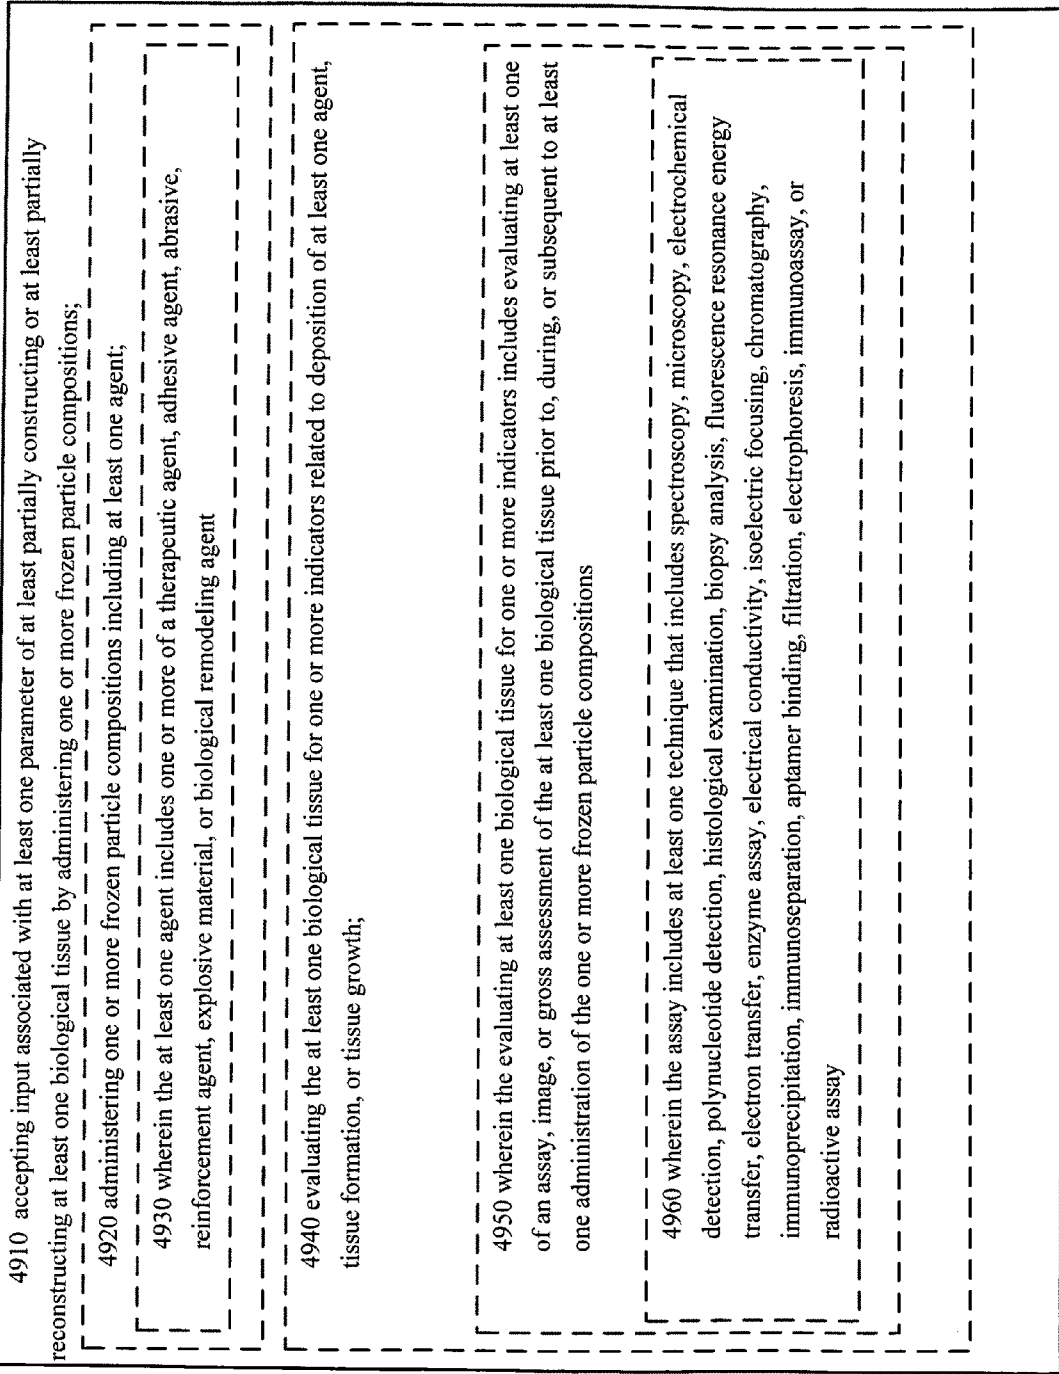 4910 accepting input associated with at least one parameter of at least partially constructing or at least partially
reconstructing at least one biological tissue by administering one or more frozen particle compositions;
4920 administering one or more frozen particle compositions including at least one agent;
4930 wherein the at least one agent includes one or more of a therapeutic agent, adhesive agent, abrasive,
reinforcement agent, explosive material, or biological remodeling agent
4940 evaluating the at least one biological tissue for one or more indicators related to deposition of at least one agent,
tissue formation, or tissue growth;
4950 wherein the evaluating at least one biological tissue for one or more indicators includes evaluating at least one
of an assay, image, or gross assessment of the at least one biological tissue prior to, during, or subsequent to at least
one administration of the one or more frozen particle compositions
4960 wherein the assay includes at least one technique that includes spectroscopy, microscopy, electrochemical
detection, polynucleotide detection, histological examination, biopsy analysis, fluorescence resonance energy
transfer, electron transfer, enzyme assay, electrical conductivity, isoelectric focusing, chromatography,
immunoprecipitation, immunoseparation, aptamer binding, filtration, electrophoresis, immunoassay, or
radioactive assay